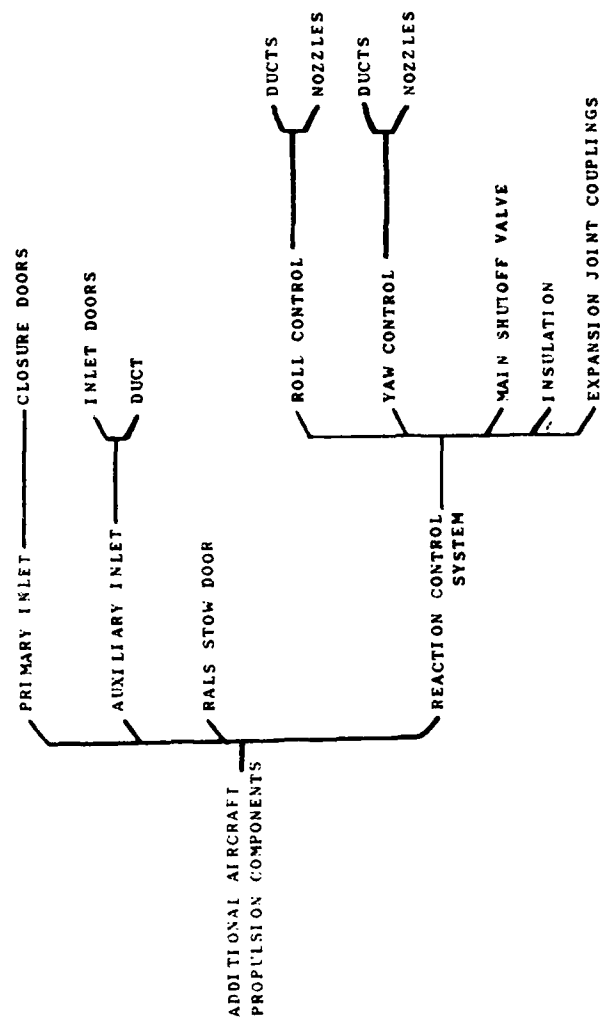 ADDITIONAL AIRCRAFT
PROPULSION COMPONENTS
PRIMARY INLET
CLOSURE DOORS
AUXILIARY INLET
INLET DOORS
DUCT
RALS STOW DOOR
REACTION CONTROL
SYSTEM
ROLL CONTROL
DUCTS
NOZZLES
YAW CONTROL
DUCTS
NOZZLES
MAIN SHUTOFF VALVE
INSULATION
EXPANSION JOINT COUPLINGS